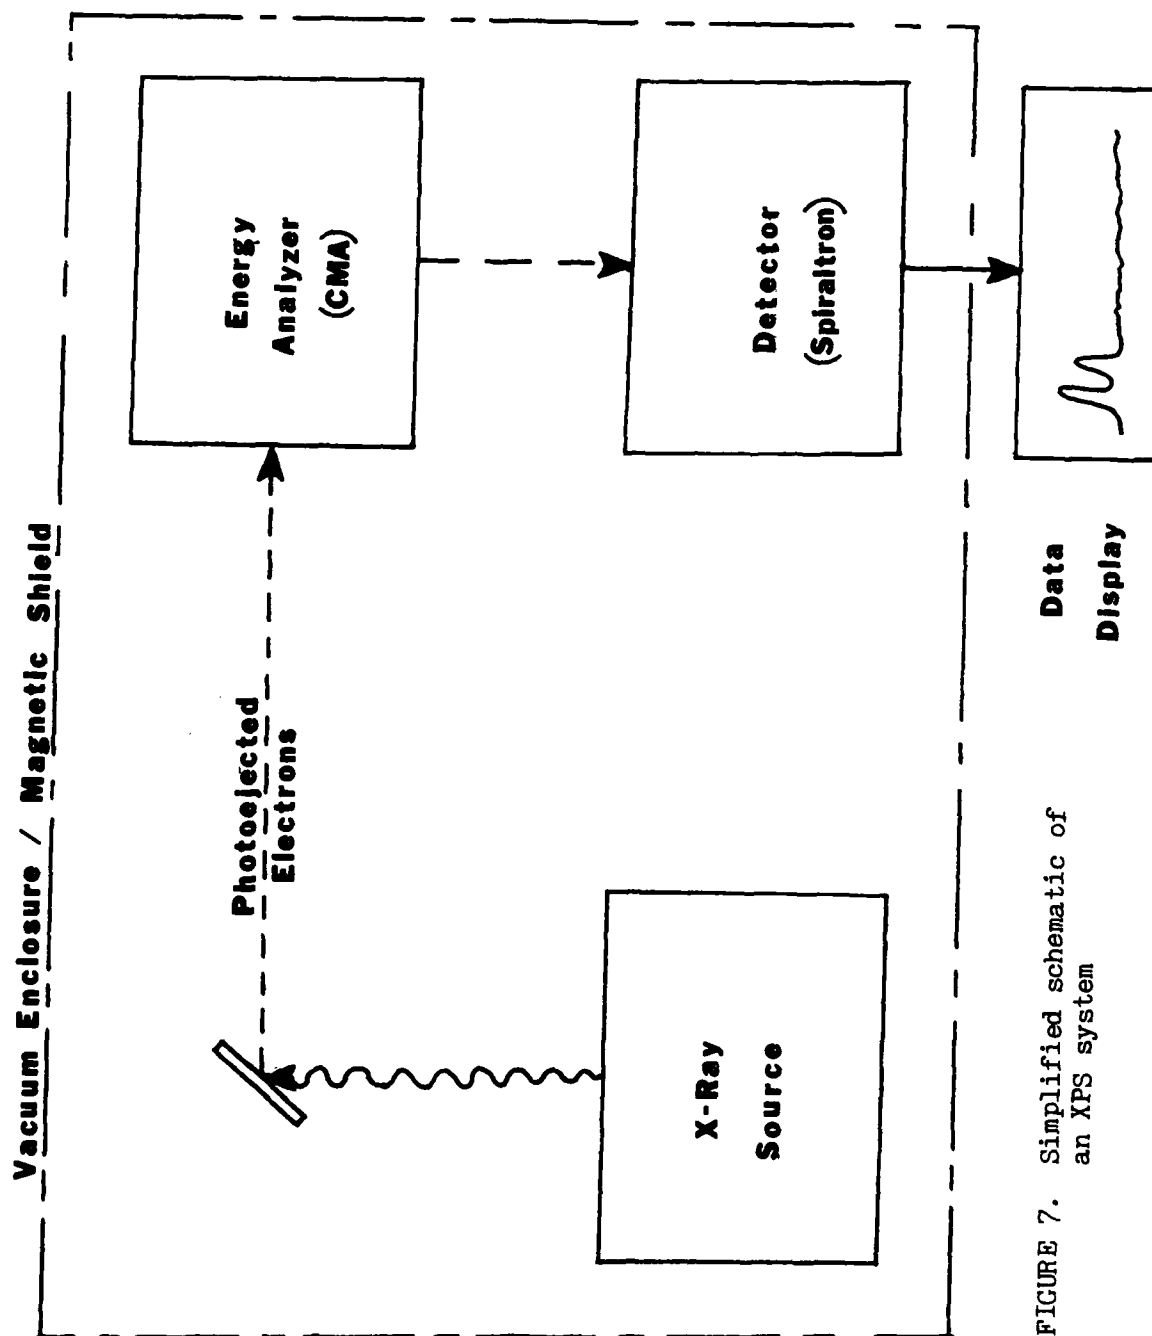 Vacuum Enclosure / Magnetic Shield
Photoejected
Electrons
Energy
Analyzer
(CMA)
X-Ray
Source
Detector
(Spiraltron)
Data
Display
FIGURE 7. Simplified schematic of
an XPS system